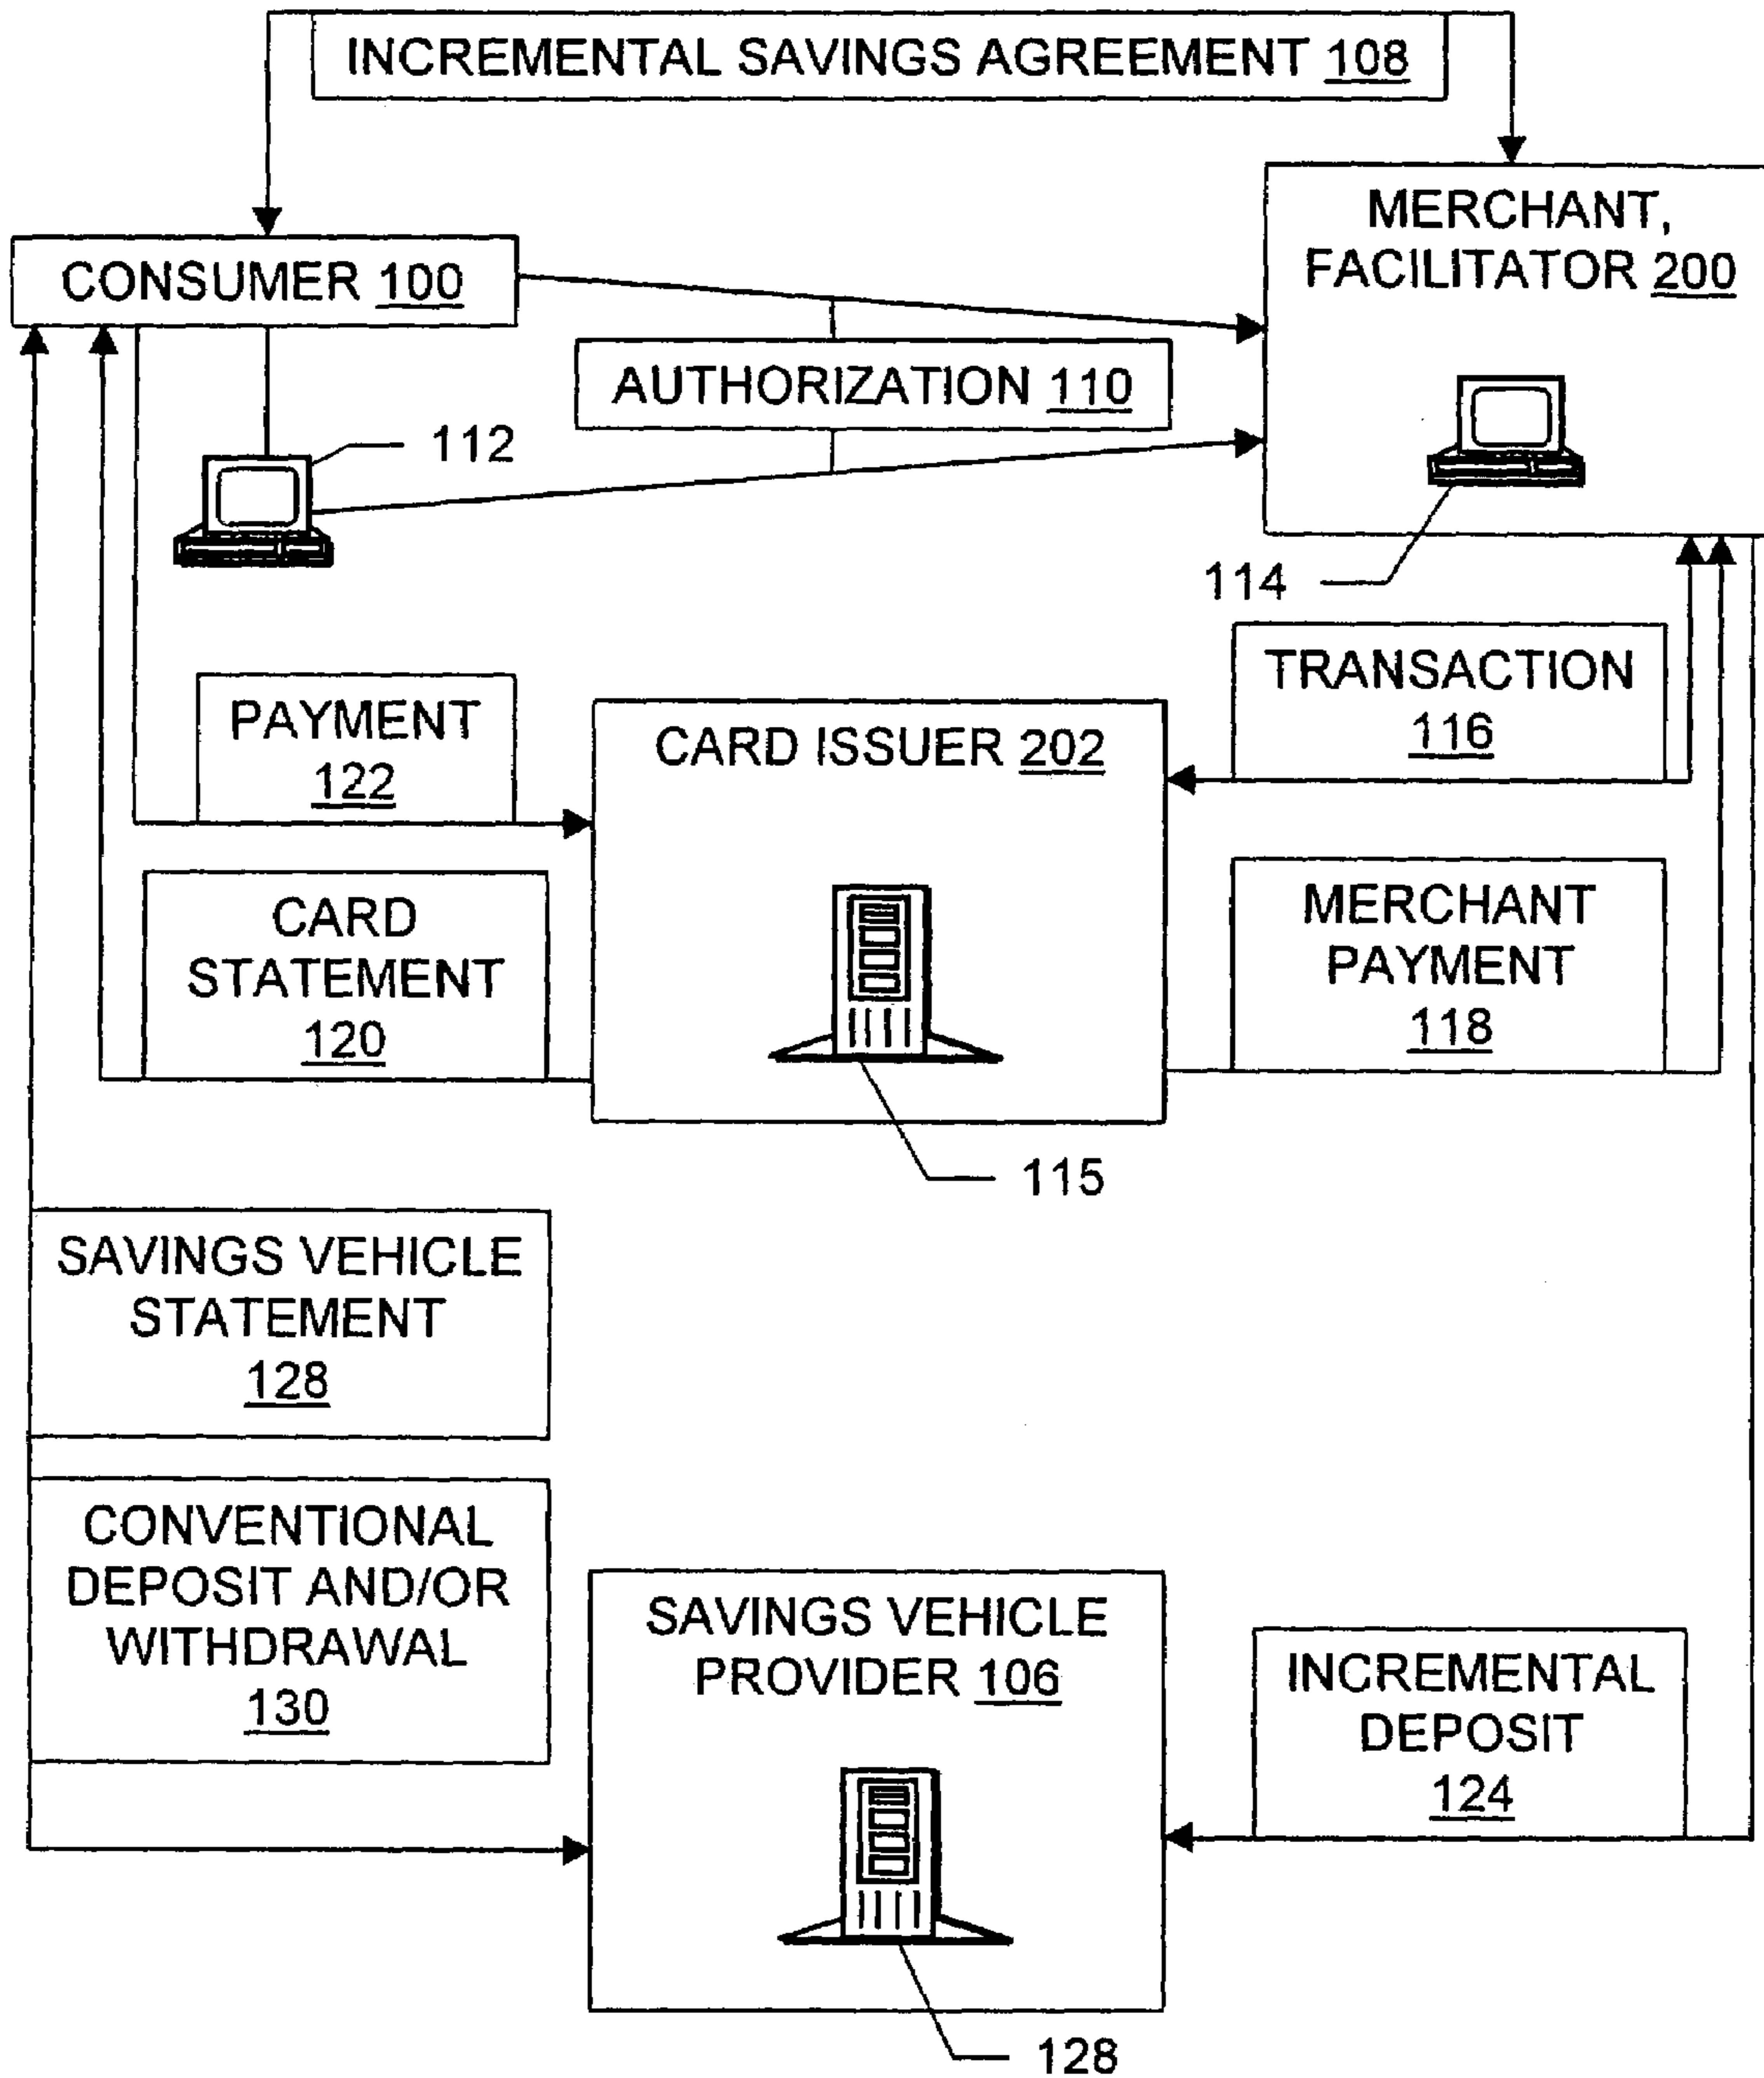 INCREMENTAL SAVINGS AGREEMENT 108
MERCHANT,
FACILITATOR 200
CONSUMER 100
AUTHORIZATION 110
112
114
TRANSACTION
116
PAYMENT
122
CARD ISSUER 202
CARD
STATEMENT
120
MERCHANT
PAYMENT
118
115
SAVINGS VEHICLE
STATEMENT
128
CONVENTIONAL
DEPOSIT AND/OR
WITHDRAWAL
130
SAVINGS VEHICLE
PROVIDER 106
INCREMENTAL
DEPOSIT
124
128